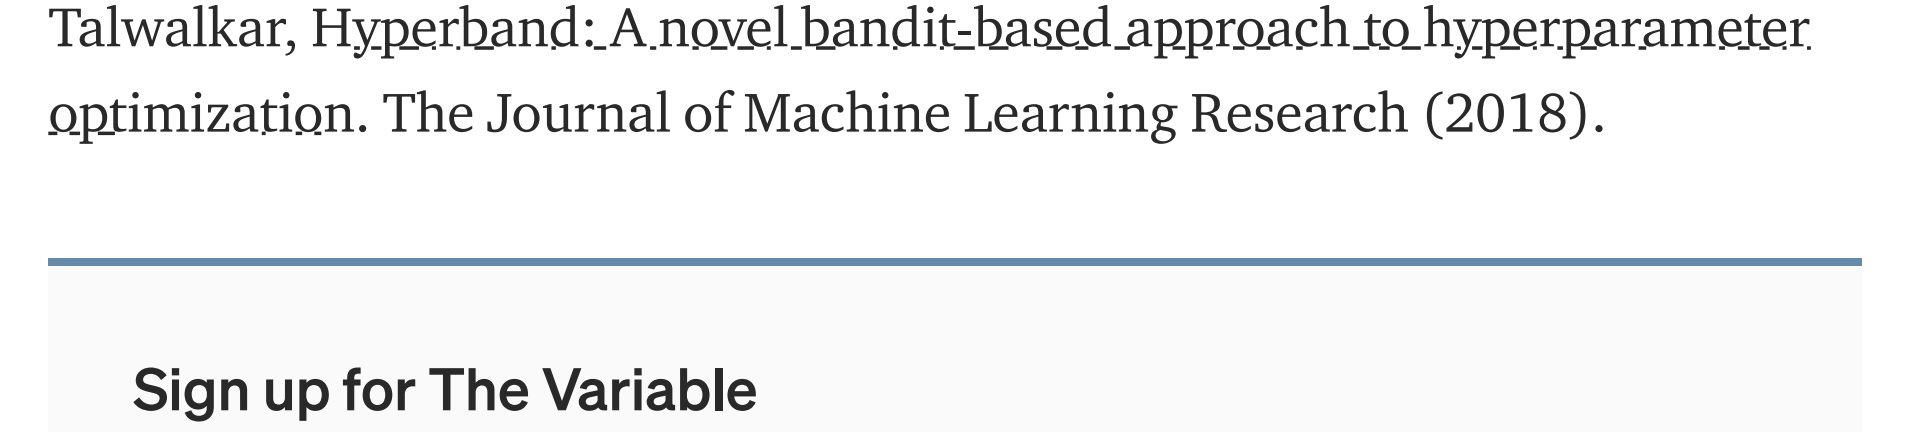 Talwalkar, Hyperband: A novel bandit-based approach to hyperparameter
optimization. The Journal of Machine Learning Research (2018).
Sign up for The Variable